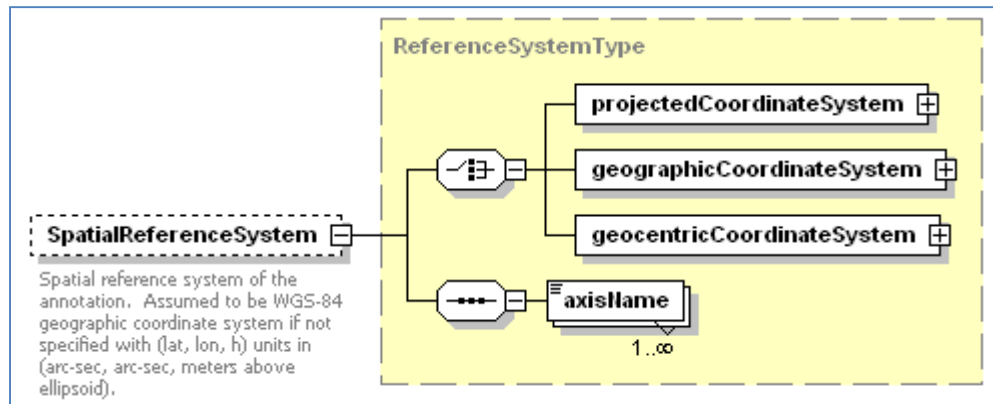 ReferenceSystemType
projectedCoordinateSystem
geographicCoordinateSystem
SpatialReferenceSystem
geocentricCoordinateSystem
Spatial reference system of the
annotation. Assumed to be WGS-84
geographic coordinate system if not
specified with (lat, lon, h) units in
(arc-sec, arc-sec, meters above
ellipsoid).
axisName
1..∞